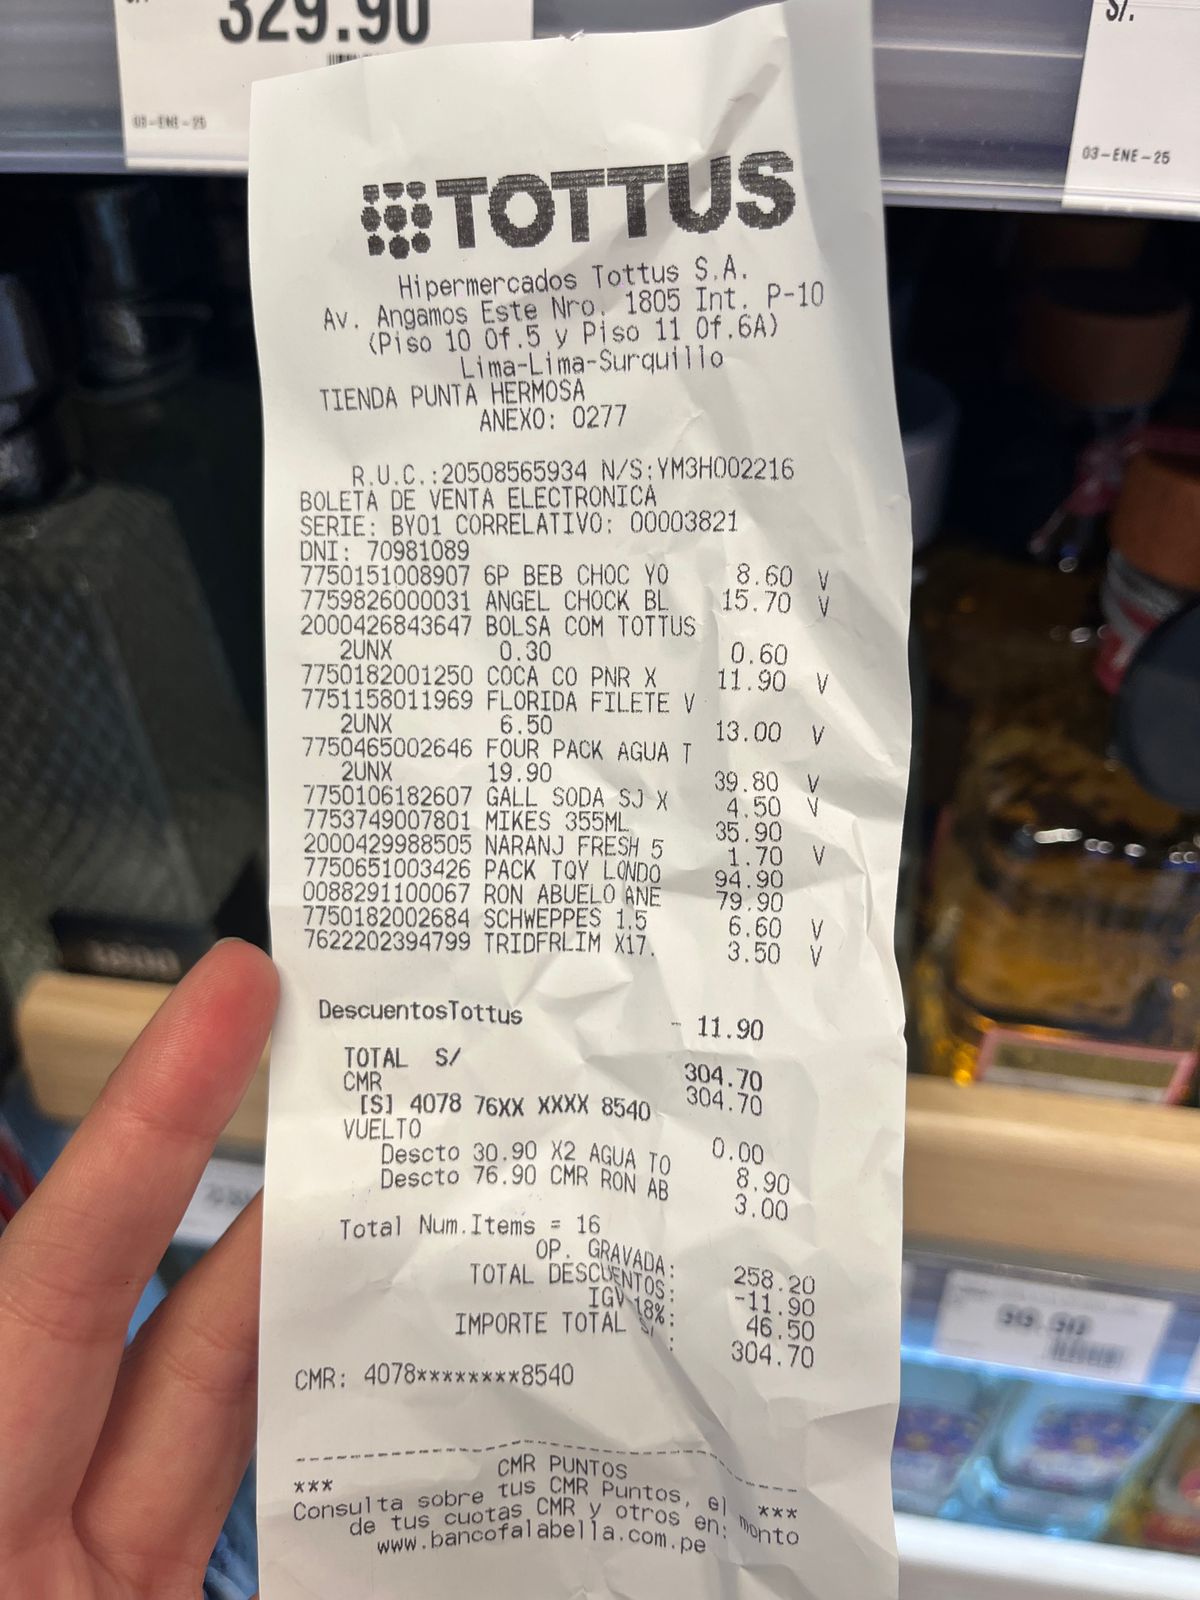 329.90
03-ENE-25
S/.
03-ENE-25
TOTTUS
Hipermercados Tottus S.A.
Av. Angamos Este Nro. 1805 Int. P-10
(Piso 10 Of.5 y Piso 11 Of.6A)
Lima-Lima-Surquillo
TIENDA PUNTA HERMOSA
ANEXO: 0277
R.U.C.:20508565934 N/S:YM3H002216
BOLETA DE VENTA ELECTRONICA
SERIE: BY01 CORRELATIVO: 00003821
DNI: 70981089
7750151008907 6P BEB CHOC YO 8.60 V
7759826000031 ANGEL CHOCK BL 15.70 V
2000426843647 BOLSA COM TOTTUS
2UNX 0.30 0.60
7750182001250 COCA CO PNR X 11.90 V
7751158011969 FLORIDA FILETE V
2UNX 6.50 13.00 V
7750465002646 FOUR PACK AGUA T
2UNX 19.90 39.80 V
7750106182607 GALL SODA SJ X 4.50 V
7753749007801 MIKES 355ML 35.90
2000429988505 NARANJ FRESH 5 1.70 V
7750651003426 PACK TQY LONDO 94.90
0088291100067 RON ABUELO ANE 79.90
7750182002684 SCHWEPPES 1.5 6.60 V
7622202394799 TRIDFRLIM X17. 3.50 V
DescuentosTottus - 11.90
TOTAL S/ 304.70
CMR 304.70
[S] 4078 76XX XXXX 8540
VUELTO 0.00
Descto 30.90 X2 AGUA TO 8.90
Descto 76.90 CMR RON AB 3.00
Total Num.Items = 16
OP. GRAVADA: 258.20
TOTAL DESCUENTOS: -11.90
IGV 18%: 46.50
IMPORTE TOTAL S/ : 304.70
CMR: 4078********8540
CMR PUNTOS
*** ***
Consulta sobre tus CMR Puntos, el monto
de tus cuotas CMR y otros en:
www.bancofalabella.com.pe